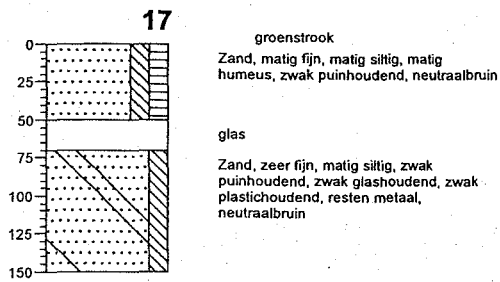 17
groenstrook
0
Zand, matig fijn, matig siltig, matig
humeus, zwak puinhoudend, neutraalbruin
25
50
glas
75
Zand, zeer fijn, matig siltig, zwak
puinhoudend, zwak glashoudend, zwak
plastichoudend, resten metaal,
neutraalbruin
100
125
150